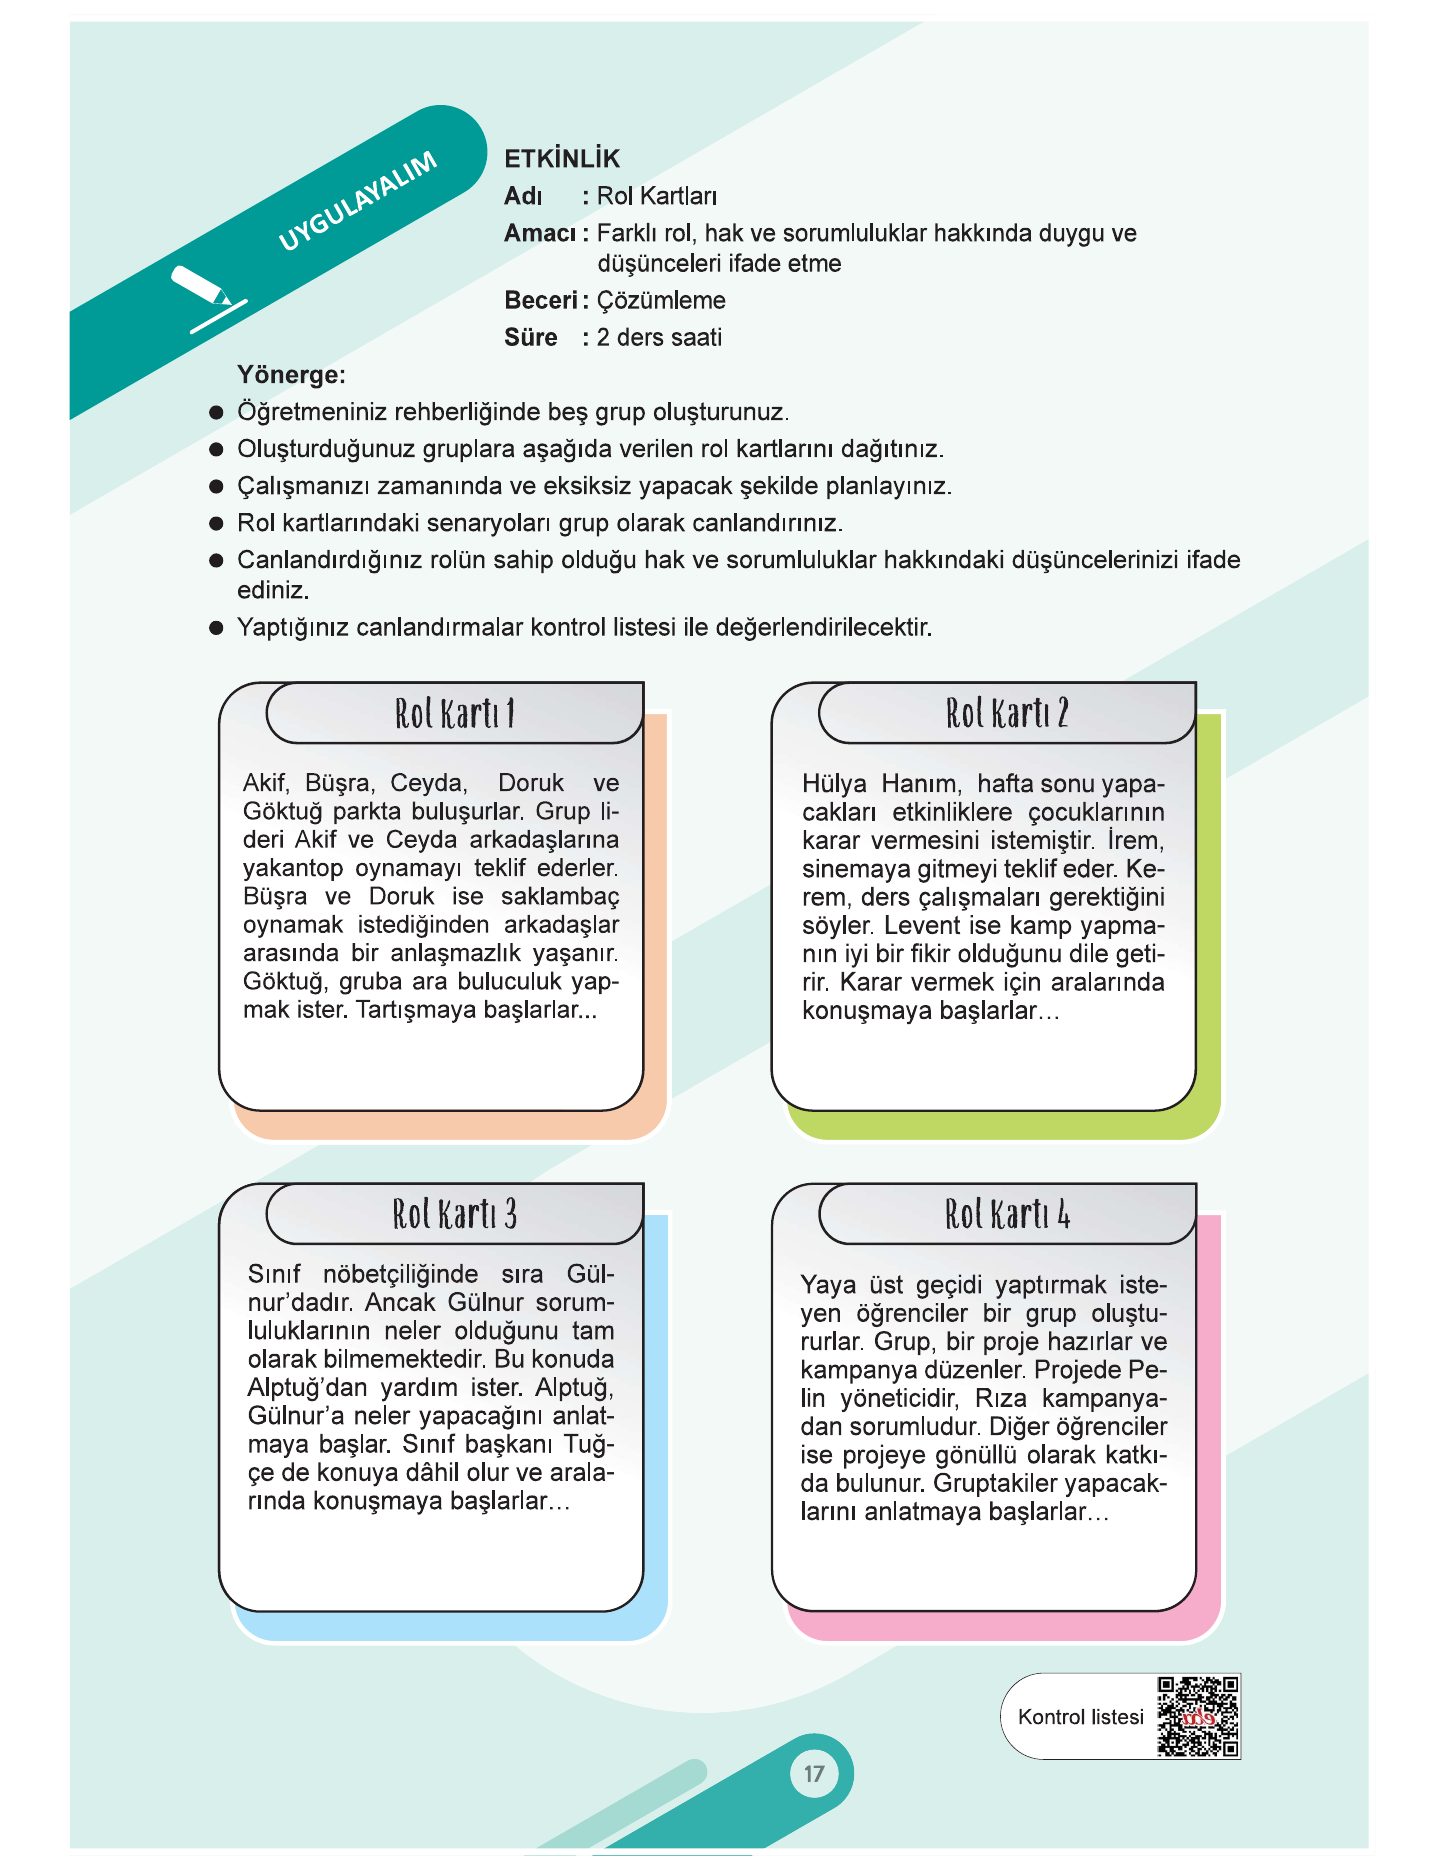 UYGULAYALIM
ETKİNLİK
Adı : Rol Kartları
Amacı : Farklı rol, hak ve sorumluluklar hakkında duygu ve
düşünceleri ifade etme
Beceri : Çözümleme
Süre : 2 ders saati
Yönerge:
● Öğretmeniniz rehberliğinde beş grup oluşturunuz.
● Oluşturduğunuz gruplara aşağıda verilen rol kartlarını dağıtınız.
● Çalışmanızı zamanında ve eksiksiz yapacak şekilde planlayınız.
● Rol kartlarındaki senaryoları grup olarak canlandırınız.
● Canlandırdığınız rolün sahip olduğu hak ve sorumluluklar hakkındaki düşüncelerinizi ifade
ediniz.
● Yaptığınız canlandırmalar kontrol listesi ile değerlendirilecektir.
Rol Kartı 1
Akif, Büşra, Ceyda, Doruk ve
Göktuğ parkta buluşurlar. Grup li-
deri Akif ve Ceyda arkadaşlarına
yakantop oynamayı teklif ederler.
Büşra ve Doruk ise saklambaç
oynamak istediğinden arkadaşlar
arasında bir anlaşmazlık yaşanır.
Göktuğ, gruba ara buluculuk yap-
mak ister. Tartışmaya başlarlar...
Rol Kartı 2
Hülya Hanım, hafta sonu yapa-
cakları etkinliklere çocuklarının
karar vermesini istemiştir. İrem,
sinemaya gitmeyi teklif eder. Ke-
rem, ders çalışmaları gerektiğini
söyler. Levent ise kamp yapma-
nın iyi bir fikir olduğunu dile geti-
rir. Karar vermek için aralarında
konuşmaya başlarlar…
Rol Kartı 3
Sınıf nöbetçiliğinde sıra Gül-
nur’dadır. Ancak Gülnur sorum-
luluklarının neler olduğunu tam
olarak bilmemektedir. Bu konuda
Alptuğ’dan yardım ister. Alptuğ,
Gülnur’a neler yapacağını anlat-
maya başlar. Sınıf başkanı Tuğ-
çe de konuya dâhil olur ve arala-
rında konuşmaya başlarlar…
Rol Kartı 4
Yaya üst geçidi yaptırmak iste-
yen öğrenciler bir grup oluştu-
rurlar. Grup, bir proje hazırlar ve
kampanya düzenler. Projede Pe-
lin yöneticidir, Rıza kampanya-
dan sorumludur. Diğer öğrenciler
ise projeye gönüllü olarak katkı-
da bulunur. Gruptakiler yapacak-
larını anlatmaya başlarlar…
Kontrol listesi
eba
17